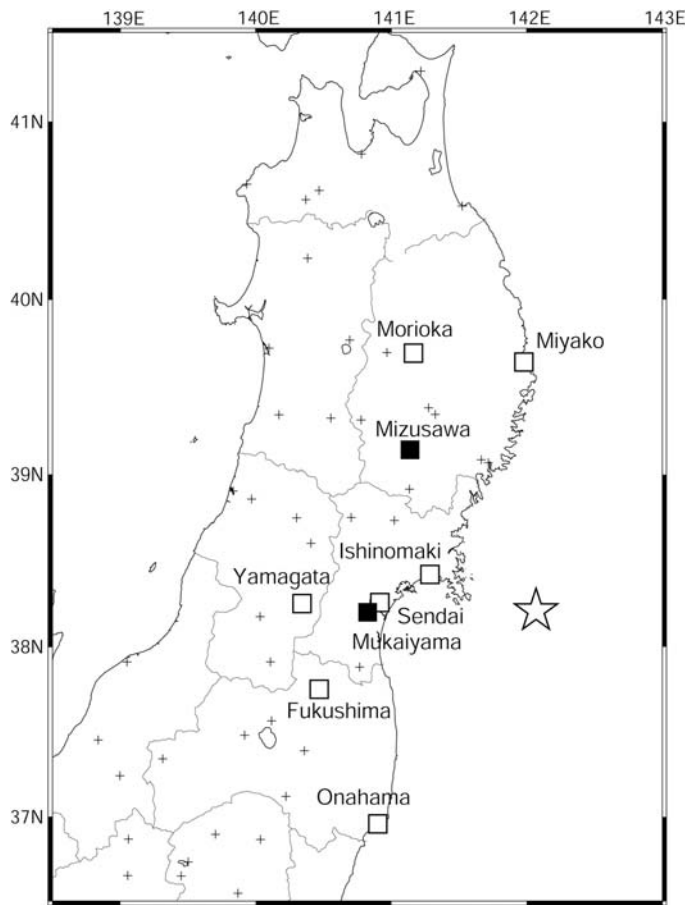 139E 140E 141E 142E 143E
41N
40N
Morioka
Miyako
Mizusawa
39N
Ishinomaki
Yamagata
Sendai
38N
Mukaiyama
Fukushima
Onahama
37N